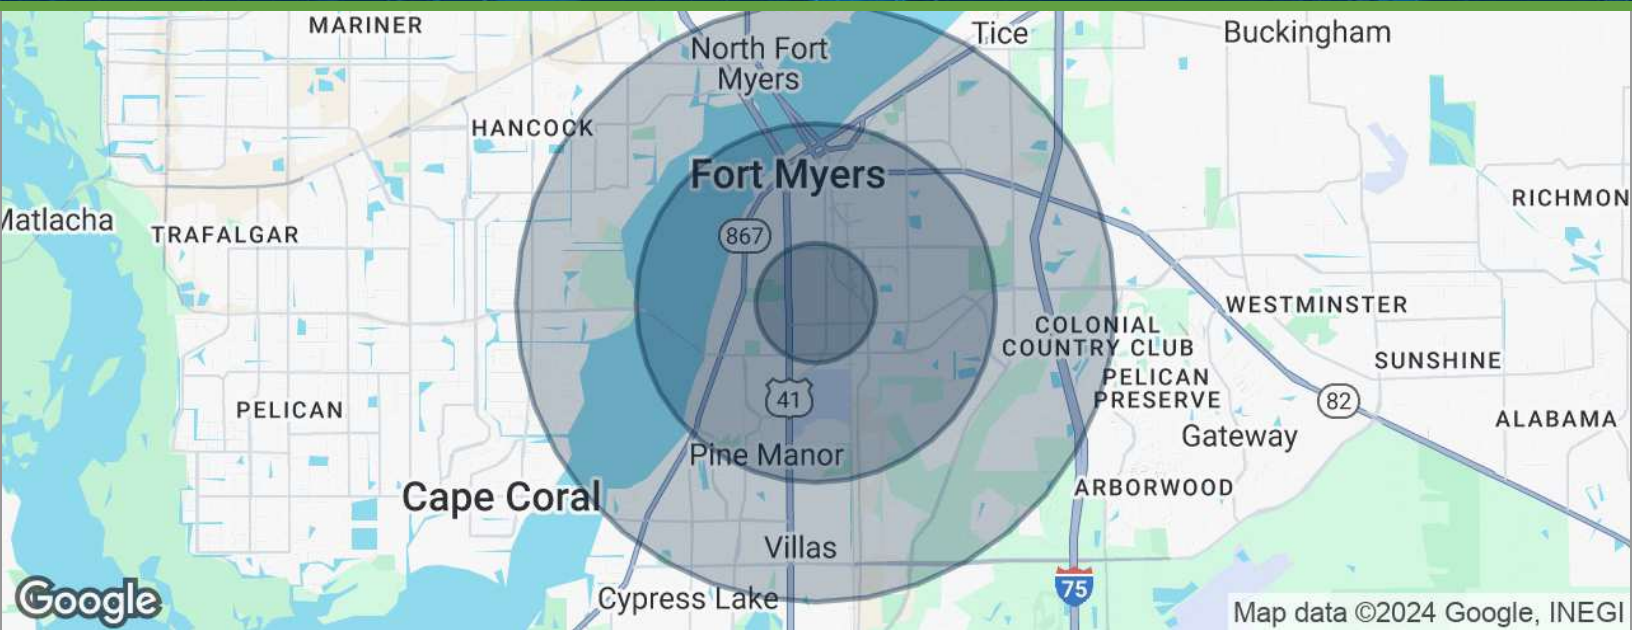 MARINER
North Fort
Myers
Tice
Buckingham
HANCOCK
Fort Myers
RICHMON
Matlacha
TRAFALGAR
867
WESTMINSTER
COLONIAL
COUNTRY CLUB
SUNSHINE
PELICAN
PRESERVE
41
82
PELICAN
ALABAMA
Gateway
Pine Manor
ARBORWOOD
Cape Coral
Villas
75
Google
Cypress Lake
Map data ©2024 Google, INEGI